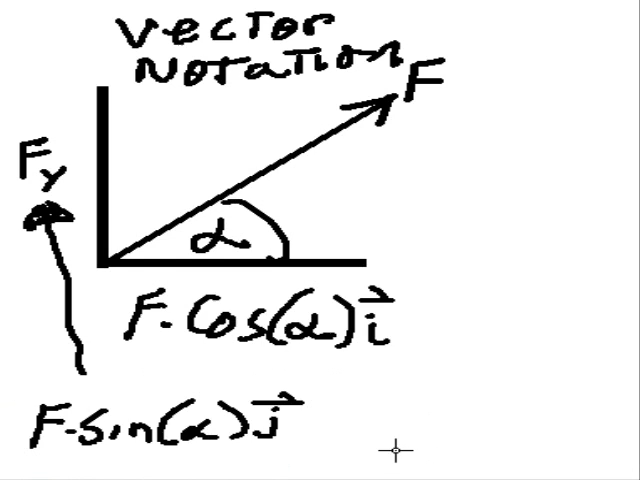 VecTor
NOTATION
F
Fy
α
F. Cos(α)i⃗
F.sin(α)j⃗